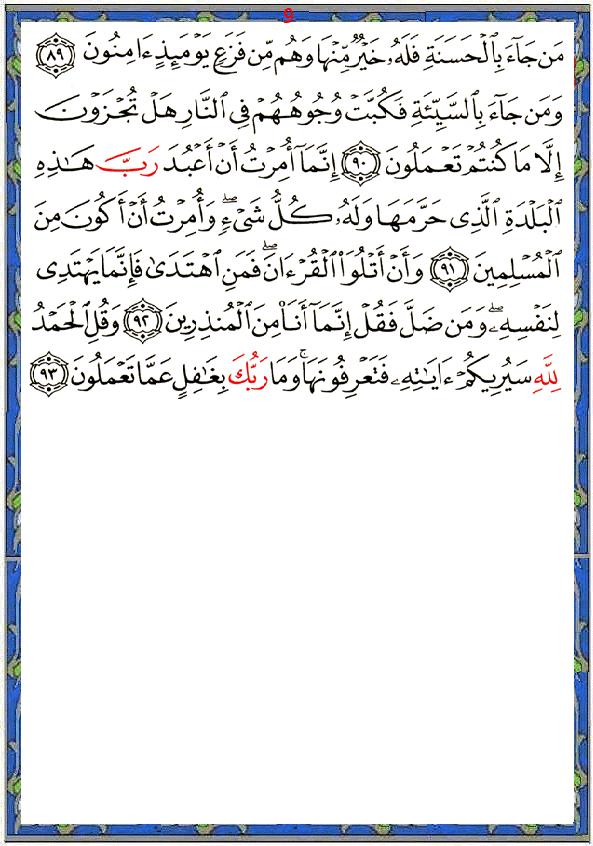 9
مَن جَآءَ بِٱلْحَسَنَةِ فَلَهُۥ خَيْرٌ مِّنْهَا وَهُم مِّن فَزَعٍ يَوْمَئِذٍ ءَامِنُونَ ٨٩
وَمَن جَآءَ بِٱلسَّيِّئَةِ فَكُبَّتْ وُجُوهُهُمْ فِى ٱلنَّارِ هَلْ تُجْزَوْنَ
إِلَّا مَا كُنتُمْ تَعْمَلُونَ ٩٠ إِنَّمَآ أُمِرْتُ أَنْ أَعْبُدَ رَبَّ هَـٰذِهِ
ٱلْبَلْدَةِ ٱلَّذِى حَرَّمَهَا وَلَهُۥ كُلُّ شَىْءٍ ۖ وَأُمِرْتُ أَنْ أَكُونَ مِنَ
ٱلْمُسْلِمِينَ ٩١ وَأَنْ أَتْلُوَا۟ ٱلْقُرْءَانَ ۖ فَمَنِ ٱهْتَدَىٰ فَإِنَّمَا يَهْتَدِى
لِنَفْسِهِۦ ۖ وَمَن ضَلَّ فَقُلْ إِنَّمَآ أَنَا۠ مِنَ ٱلْمُنذِرِينَ ٩٢ وَقُلِ ٱلْحَمْدُ
لِلَّهِ سَيُرِيكُمْ ءَايَـٰتِهِۦ فَتَعْرِفُونَهَا ۚ وَمَا رَبُّكَ بِغَـٰفِلٍ عَمَّا تَعْمَلُونَ ٩٣